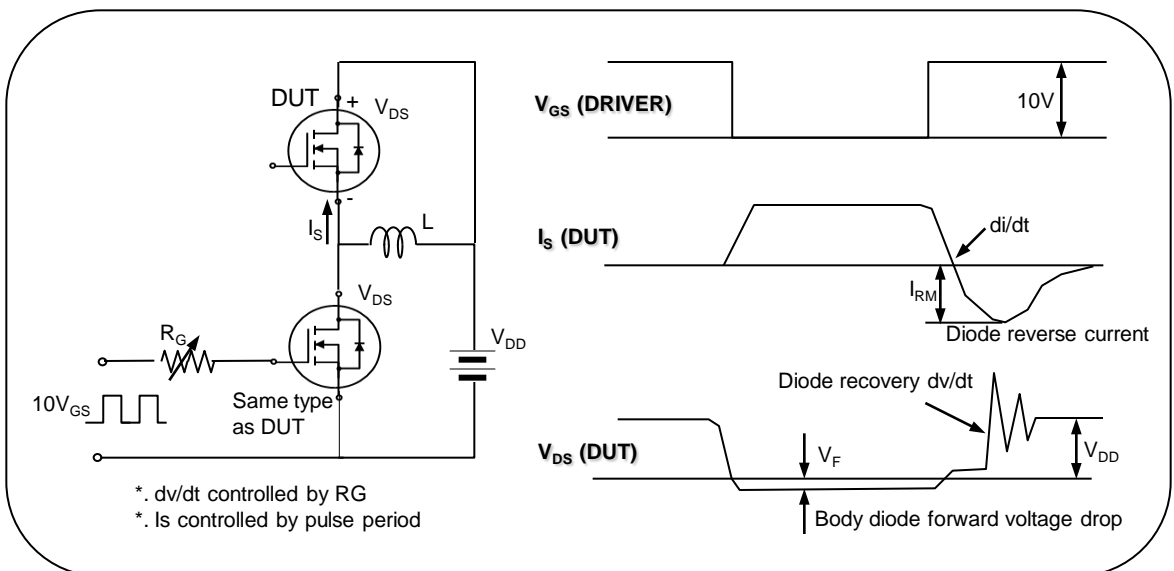 DUT
+
V_DS
-
I_S
L
V_DS
R_G
V_DD
10V_GS
Same type
as DUT
*. dv/dt controlled by RG
*. Is controlled by pulse period
V_GS (DRIVER)
10V
I_S (DUT)
di/dt
I_RM
Diode reverse current
Diode recovery dv/dt
V_DS (DUT)
V_F
V_DD
Body diode forward voltage drop